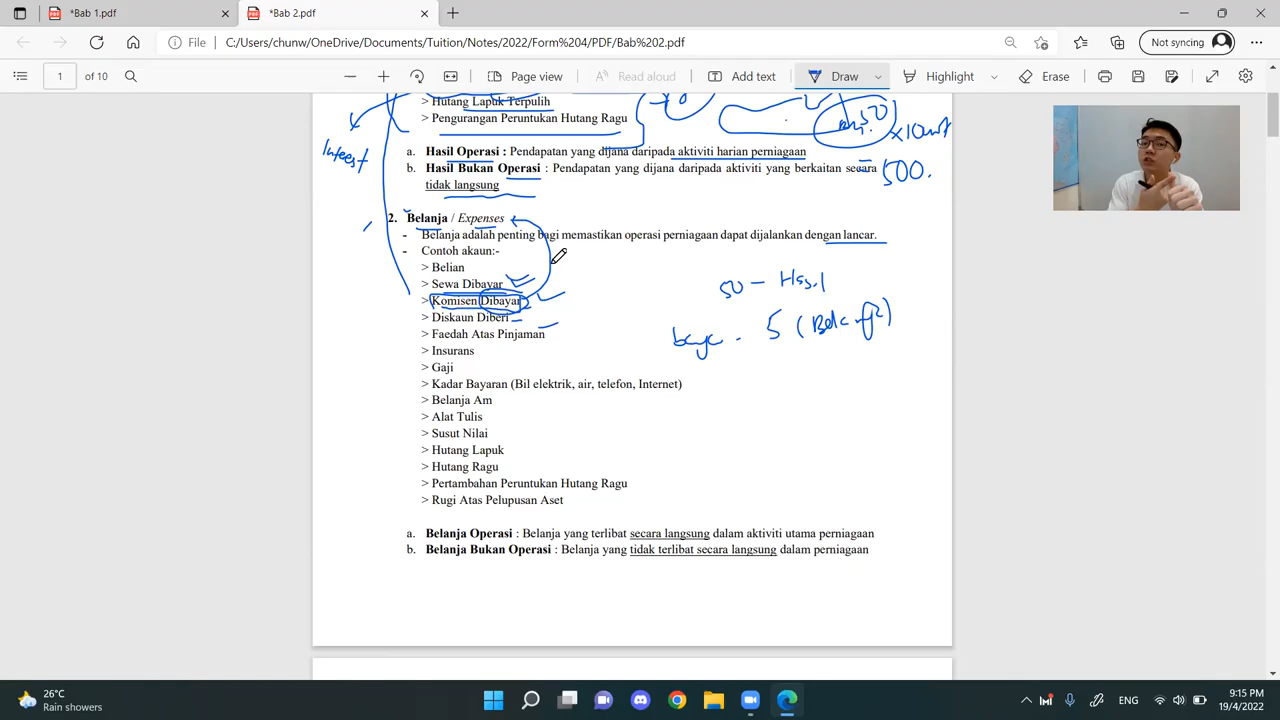 *Bab 1.pdf
*Bab 2.pdf
File C:/Users/chunw/OneDrive/Documents/Tuition/Notes/2022/Form%204/PDF/Bab%202.pdf
Not syncing
1 of 10
Page view
Read aloud
Add text
Draw
Highlight
Erase
> Hutang Lapuk Terpulih
> Pengurangan Peruntukan Hutang Ragu
50
Interest
= 500.
a. Hasil Operasi : Pendapatan yang dijana daripada aktiviti harian perniagaan
b. Hasil Bukan Operasi : Pendapatan yang dijana daripada aktiviti yang berkaitan secara
tidak langsung
2. Belanja / Expenses
- Belanja adalah penting bagi memastikan operasi perniagaan dapat dijalankan dengan lancar.
- Contoh akaun:-
> Belian
> Sewa Dibayar
> Komisen Dibayar
> Diskaun Diberi
> Faedah Atas Pinjaman
> Insurans
> Gaji
> Kadar Bayaran (Bil elektrik, air, telefon, Internet)
> Belanja Am
> Alat Tulis
> Susut Nilai
> Hutang Lapuk
> Hutang Ragu
> Pertambahan Peruntukan Hutang Ragu
> Rugi Atas Pelupusan Aset
50 - Hasil
5
a. Belanja Operasi : Belanja yang terlibat secara langsung dalam aktiviti utama perniagaan
b. Belanja Bukan Operasi : Belanja yang tidak terlibat secara langsung dalam perniagaan
26°C
Rain showers
ENG
9:15 PM
19/4/2022